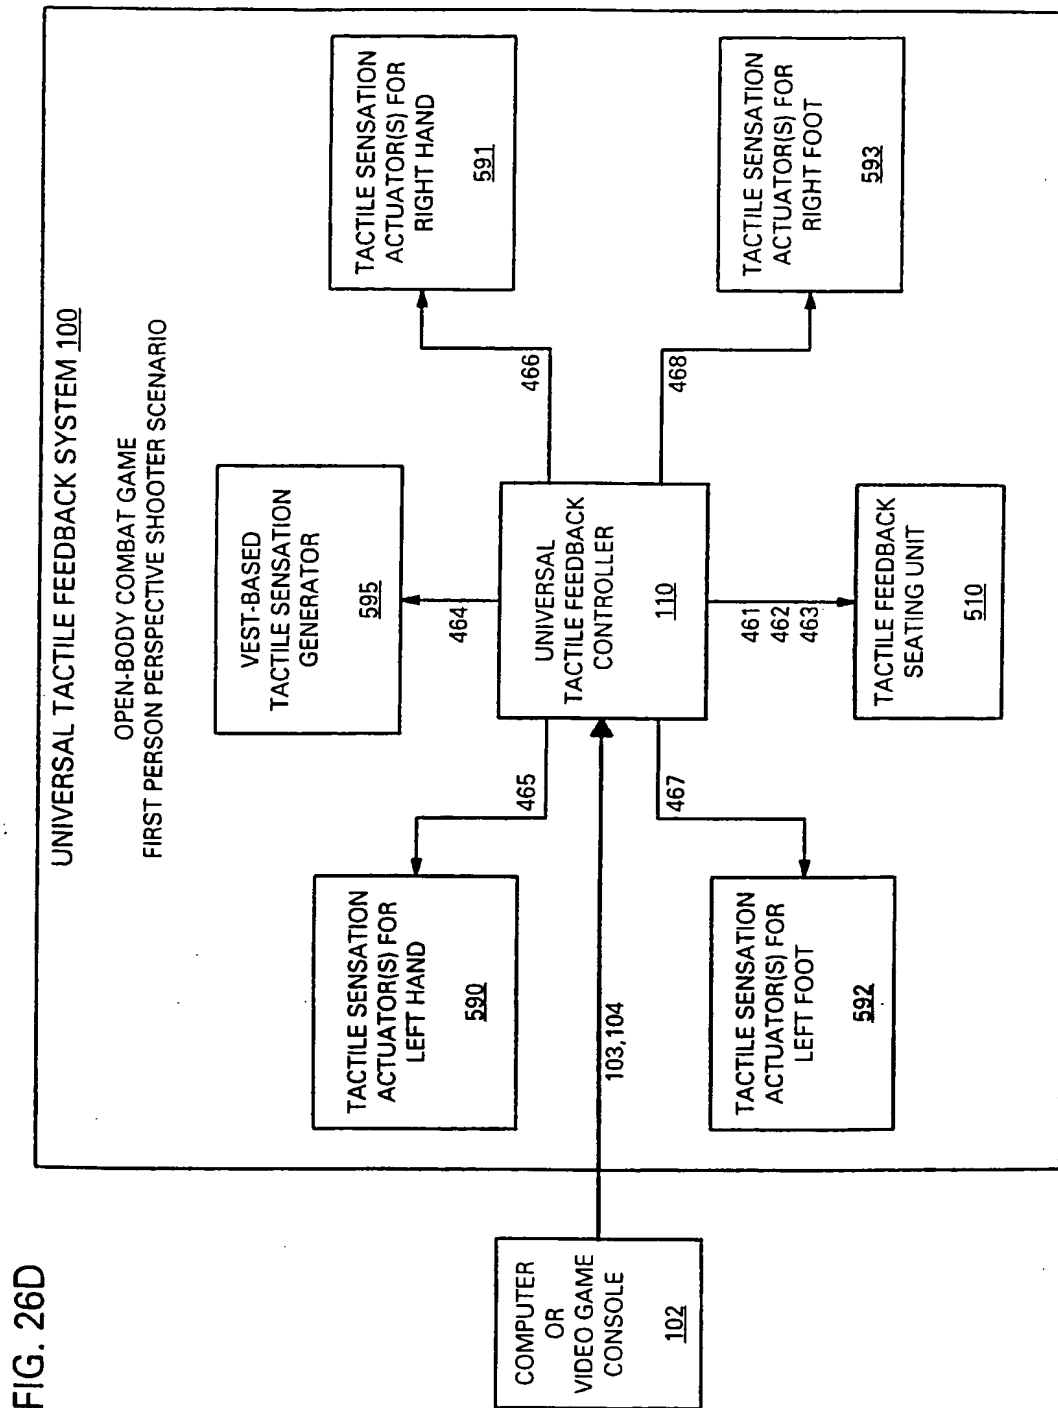 FIG. 26D
UNIVERSAL TACTILE FEEDBACK SYSTEM 100
OPEN-BODY COMBAT GAME
FIRST PERSON PERSPECTIVE SHOOTER SCENARIO
TACTILE SENSATION
ACTUATOR(S) FOR
LEFT HAND
590
VEST-BASED
TACTILE SENSATION
GENERATOR
595
TACTILE SENSATION
ACTUATOR(S) FOR
RIGHT HAND
591
465
464
466
COMPUTER
OR
VIDEO GAME
CONSOLE
102
103,104
UNIVERSAL
TACTILE FEEDBACK
CONTROLLER
110
467
461
462
463
468
TACTILE SENSATION
ACTUATOR(S) FOR
LEFT FOOT
592
TACTILE FEEDBACK
SEATING UNIT
510
TACTILE SENSATION
ACTUATOR(S) FOR
RIGHT FOOT
593